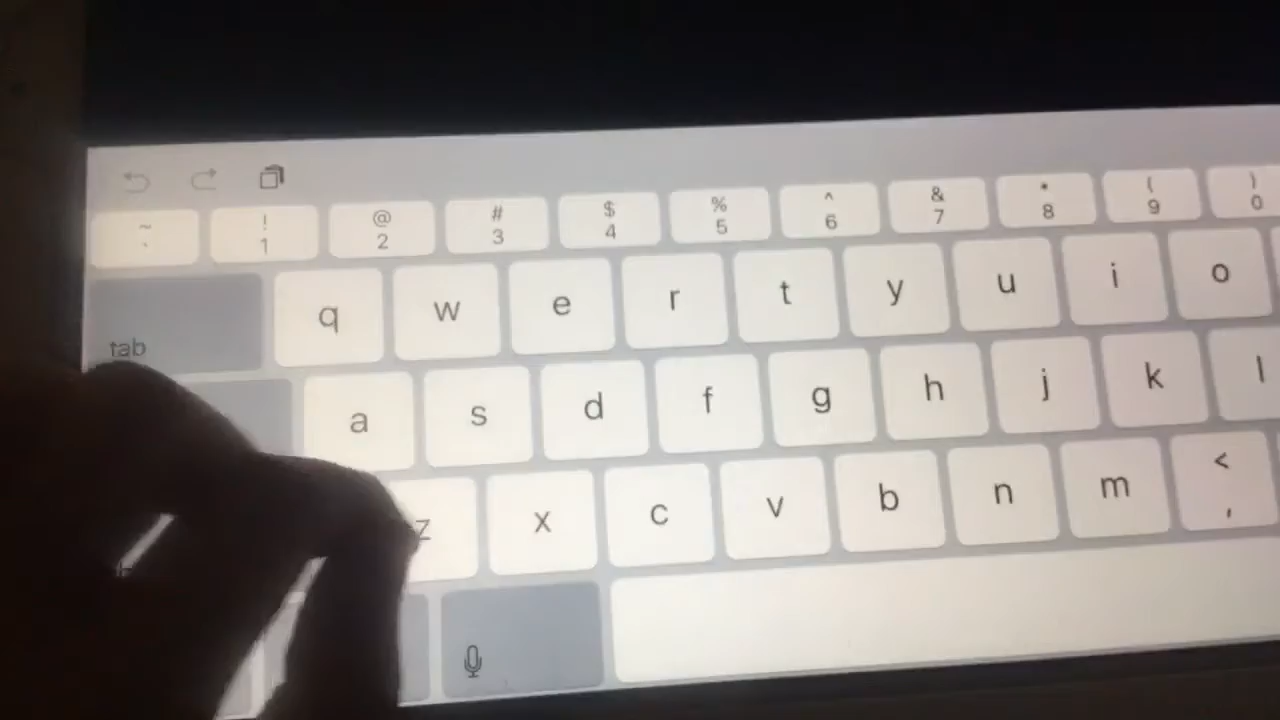 ~ ! @ # $ % ^ & * ( )
` 1 2 3 4 5 6 7 8 9 0
q w e r t y u i o
tab
a s d f g h j k l
z x c v b n m <
,